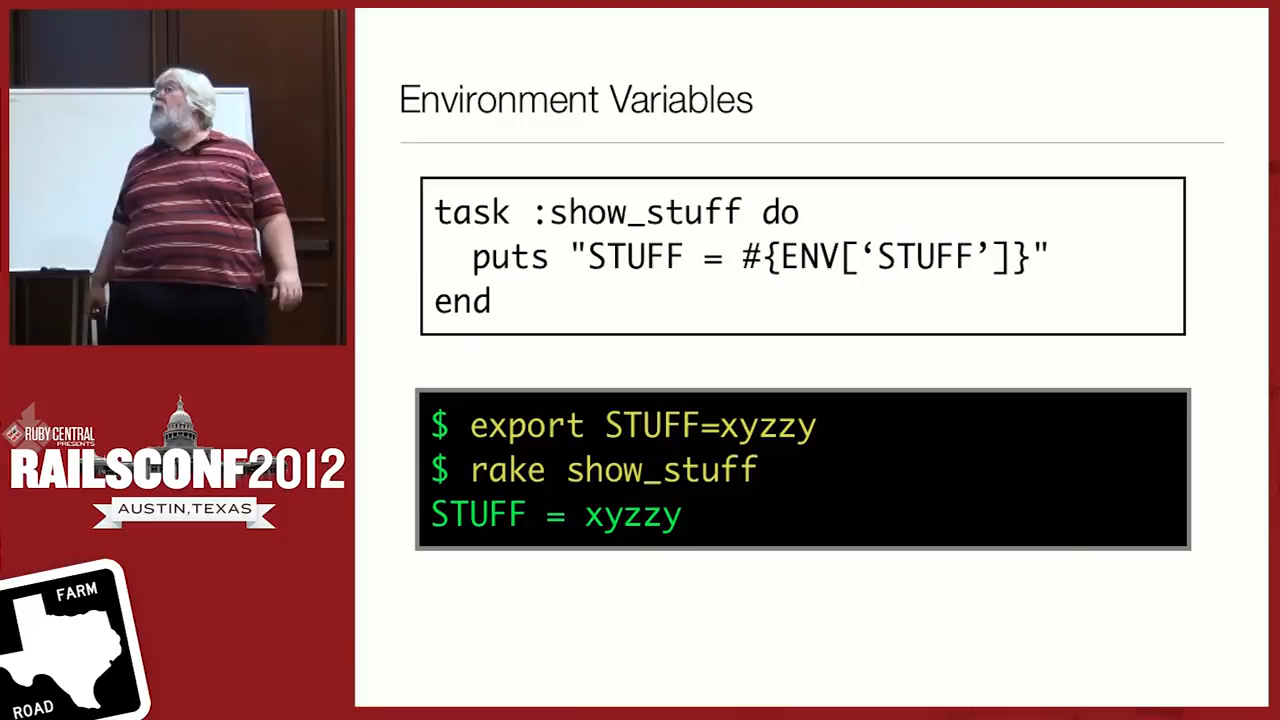 Environment Variables
task :show_stuff do
  puts "STUFF = #{ENV[‘STUFF’]}"
end
$ export STUFF=xyzzy
$ rake show_stuff
STUFF = xyzzy
RUBY CENTRAL
PRESENTS
RAILSCONF2012
AUSTIN,TEXAS
FARM
ROAD